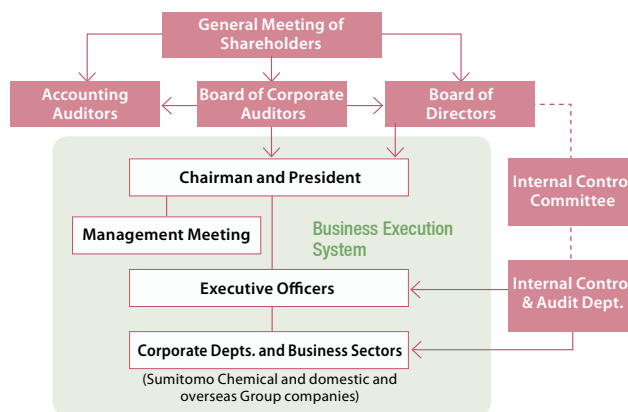 General Meeting of
Shareholders
Accounting
Auditors
Board of Corporate
Auditors
Board of
Directors
Chairman and President
Internal Contro
Committee
Management Meeting
Business Execution
System
Executive Officers
Internal Contro
& Audit Dept.
Corporate Depts. and Business Sectors
(Sumitomo Chemical and domestic and
overseas Group companies)